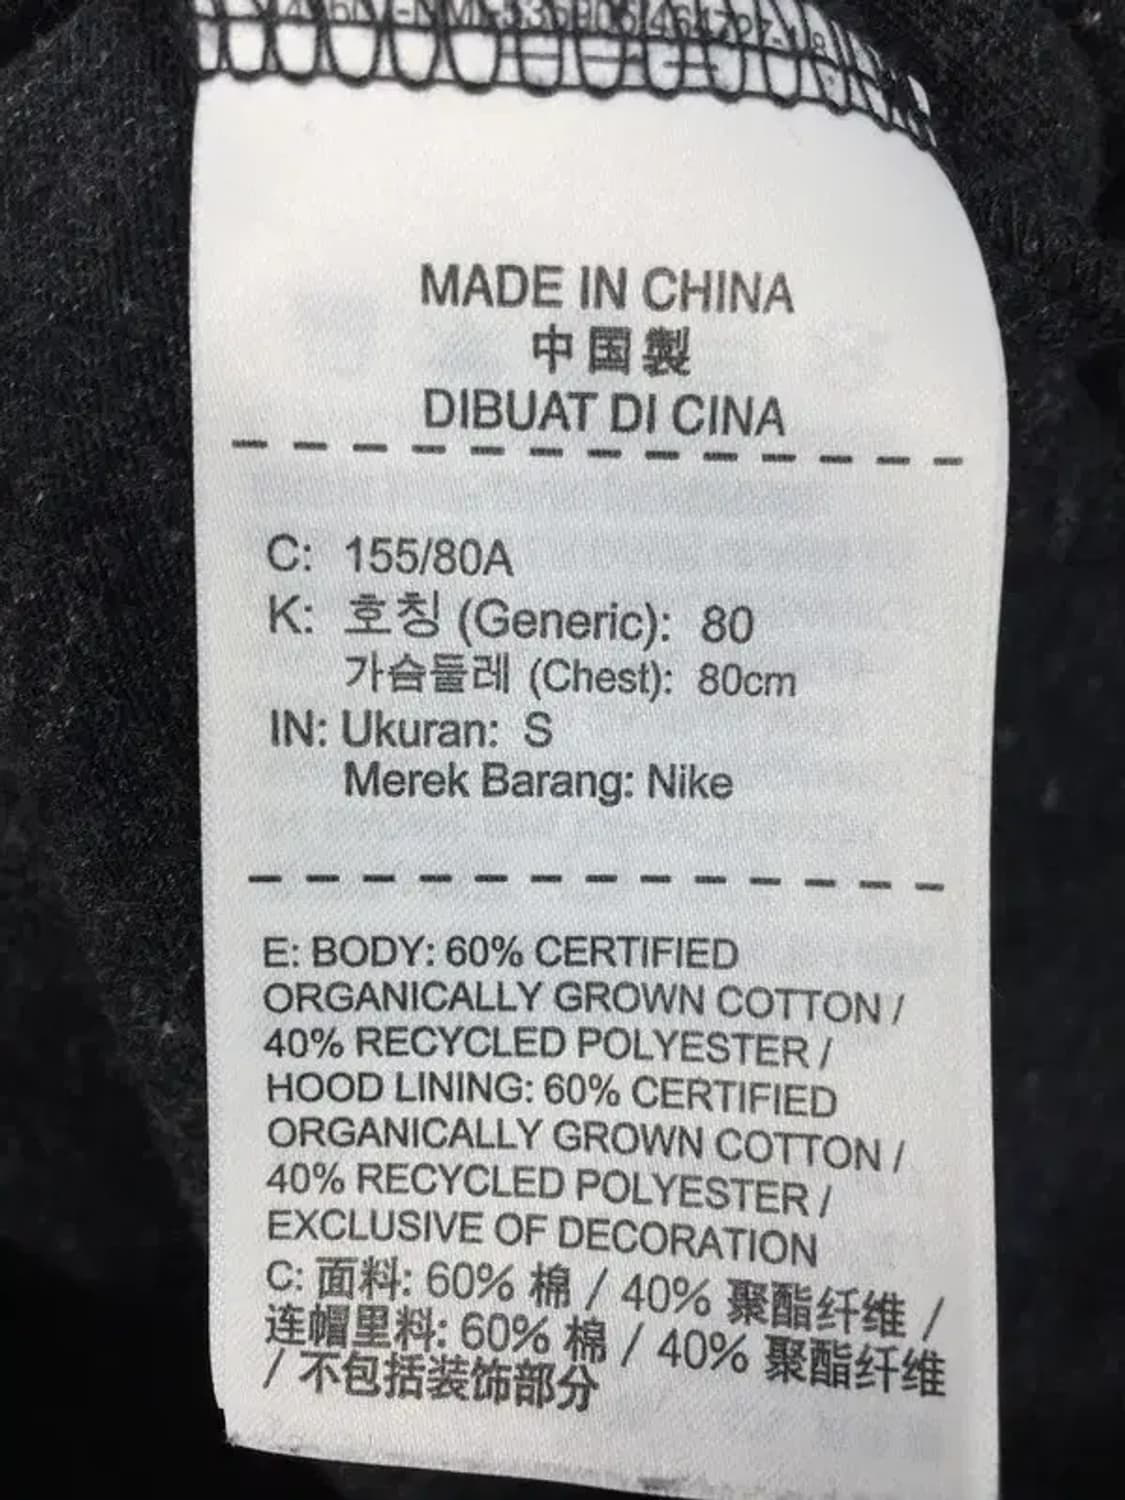 MADE IN CHINA
中国製
DIBUAT DI CINA
C: 155/80A
K: 호칭 (Generic): 80
가슴둘레 (Chest): 80cm
IN: Ukuran: S
Merek Barang: Nike
E: BODY: 60% CERTIFIED
ORGANICALLY GROWN COTTON /
40% RECYCLED POLYESTER /
HOOD LINING: 60% CERTIFIED
ORGANICALLY GROWN COTTON /
40% RECYCLED POLYESTER /
EXCLUSIVE OF DECORATION
C: 面料: 60% 棉 / 40% 聚酯纤维 /
连帽里料: 60% 棉 / 40% 聚酯纤维
/ 不包括装饰部分